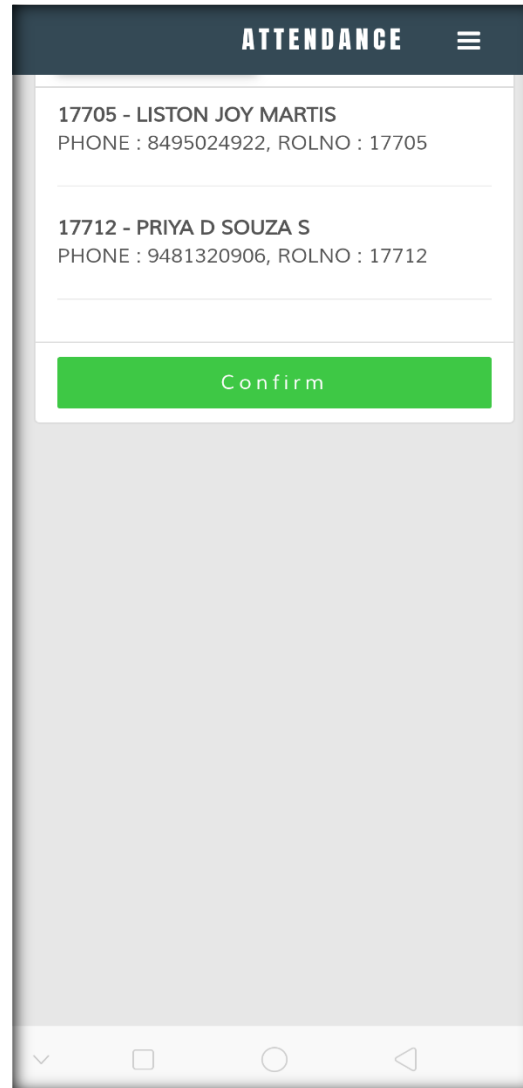 ATTENDANCE
17705 - LISTON JOY MARTIS
PHONE : 8495024922, ROLNO : 17705
17712 - PRIYA D SOUZA S
PHONE : 9481320906, ROLNO : 17712
Confirm